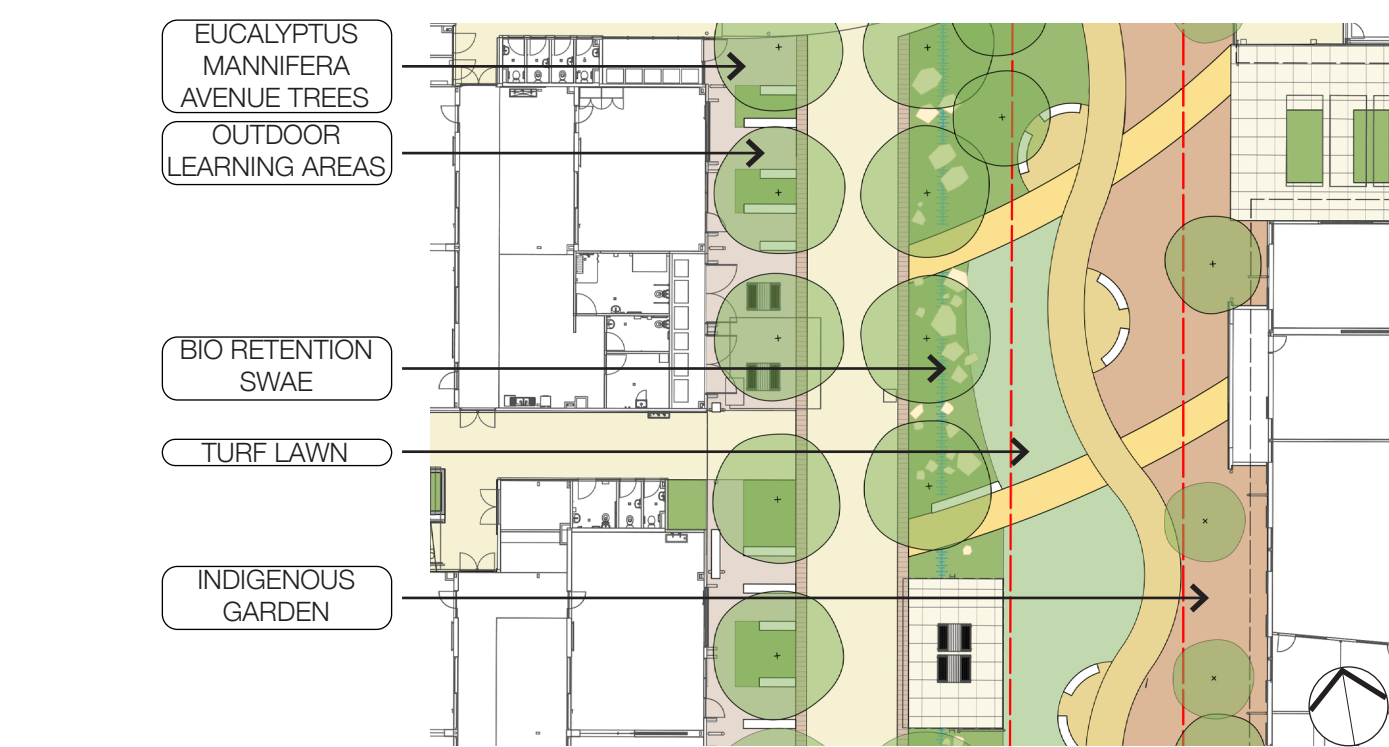 EUCALYPTUS
MANNIFERA
AVENUE TREES
OUTDOOR
LEARNING AREAS
BIO RETENTION
SWAE
TURF LAWN
INDIGENOUS
GARDEN